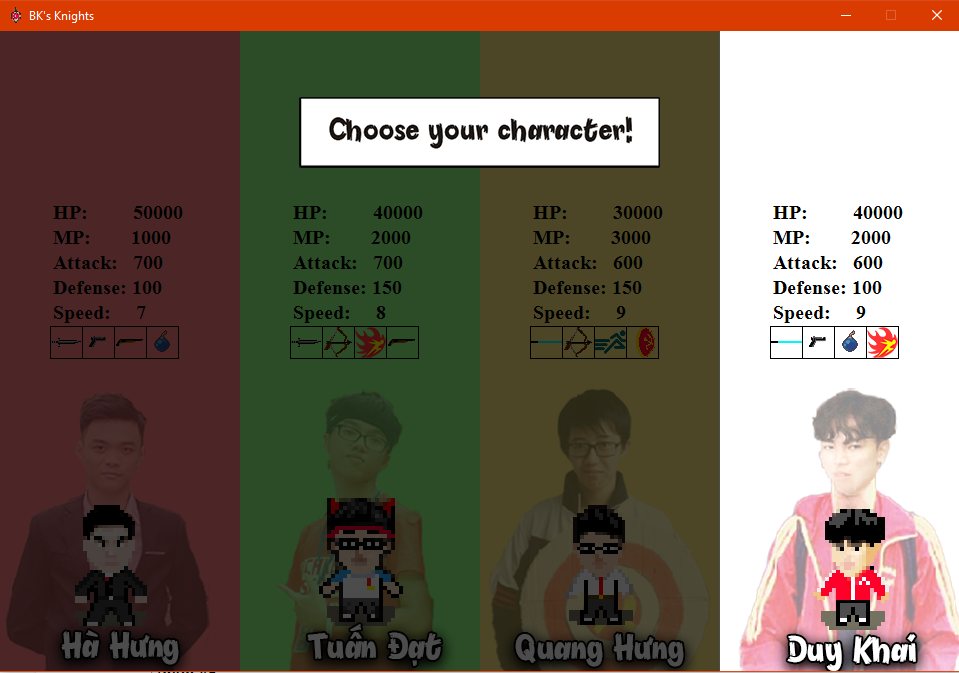 BK's Knights
Choose your character!
HP: 50000
MP: 1000
Attack: 700
Defense: 100
Speed: 7
HP: 40000
MP: 2000
Attack: 700
Defense: 150
Speed: 8
HP: 30000
MP: 3000
Attack: 600
Defense: 150
Speed: 9
HP: 40000
MP: 2000
Attack: 600
Defense: 100
Speed: 9
Hà Hưng
Tuấn Đạt
Quang Hưng
Duy Khaí